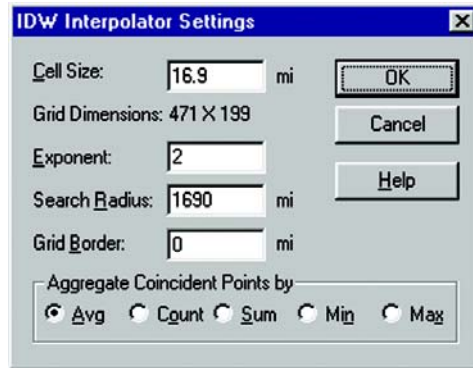 IDW Interpolator Settings
Cell Size: 16.9 mi
OK
Grid Dimensions: 471 X 199
Cancel
Exponent: 2
Help
Search Radius: 1690 mi
Grid Border: 0 mi
Aggregate Coincident Points by
Avg Count Sum Min Max